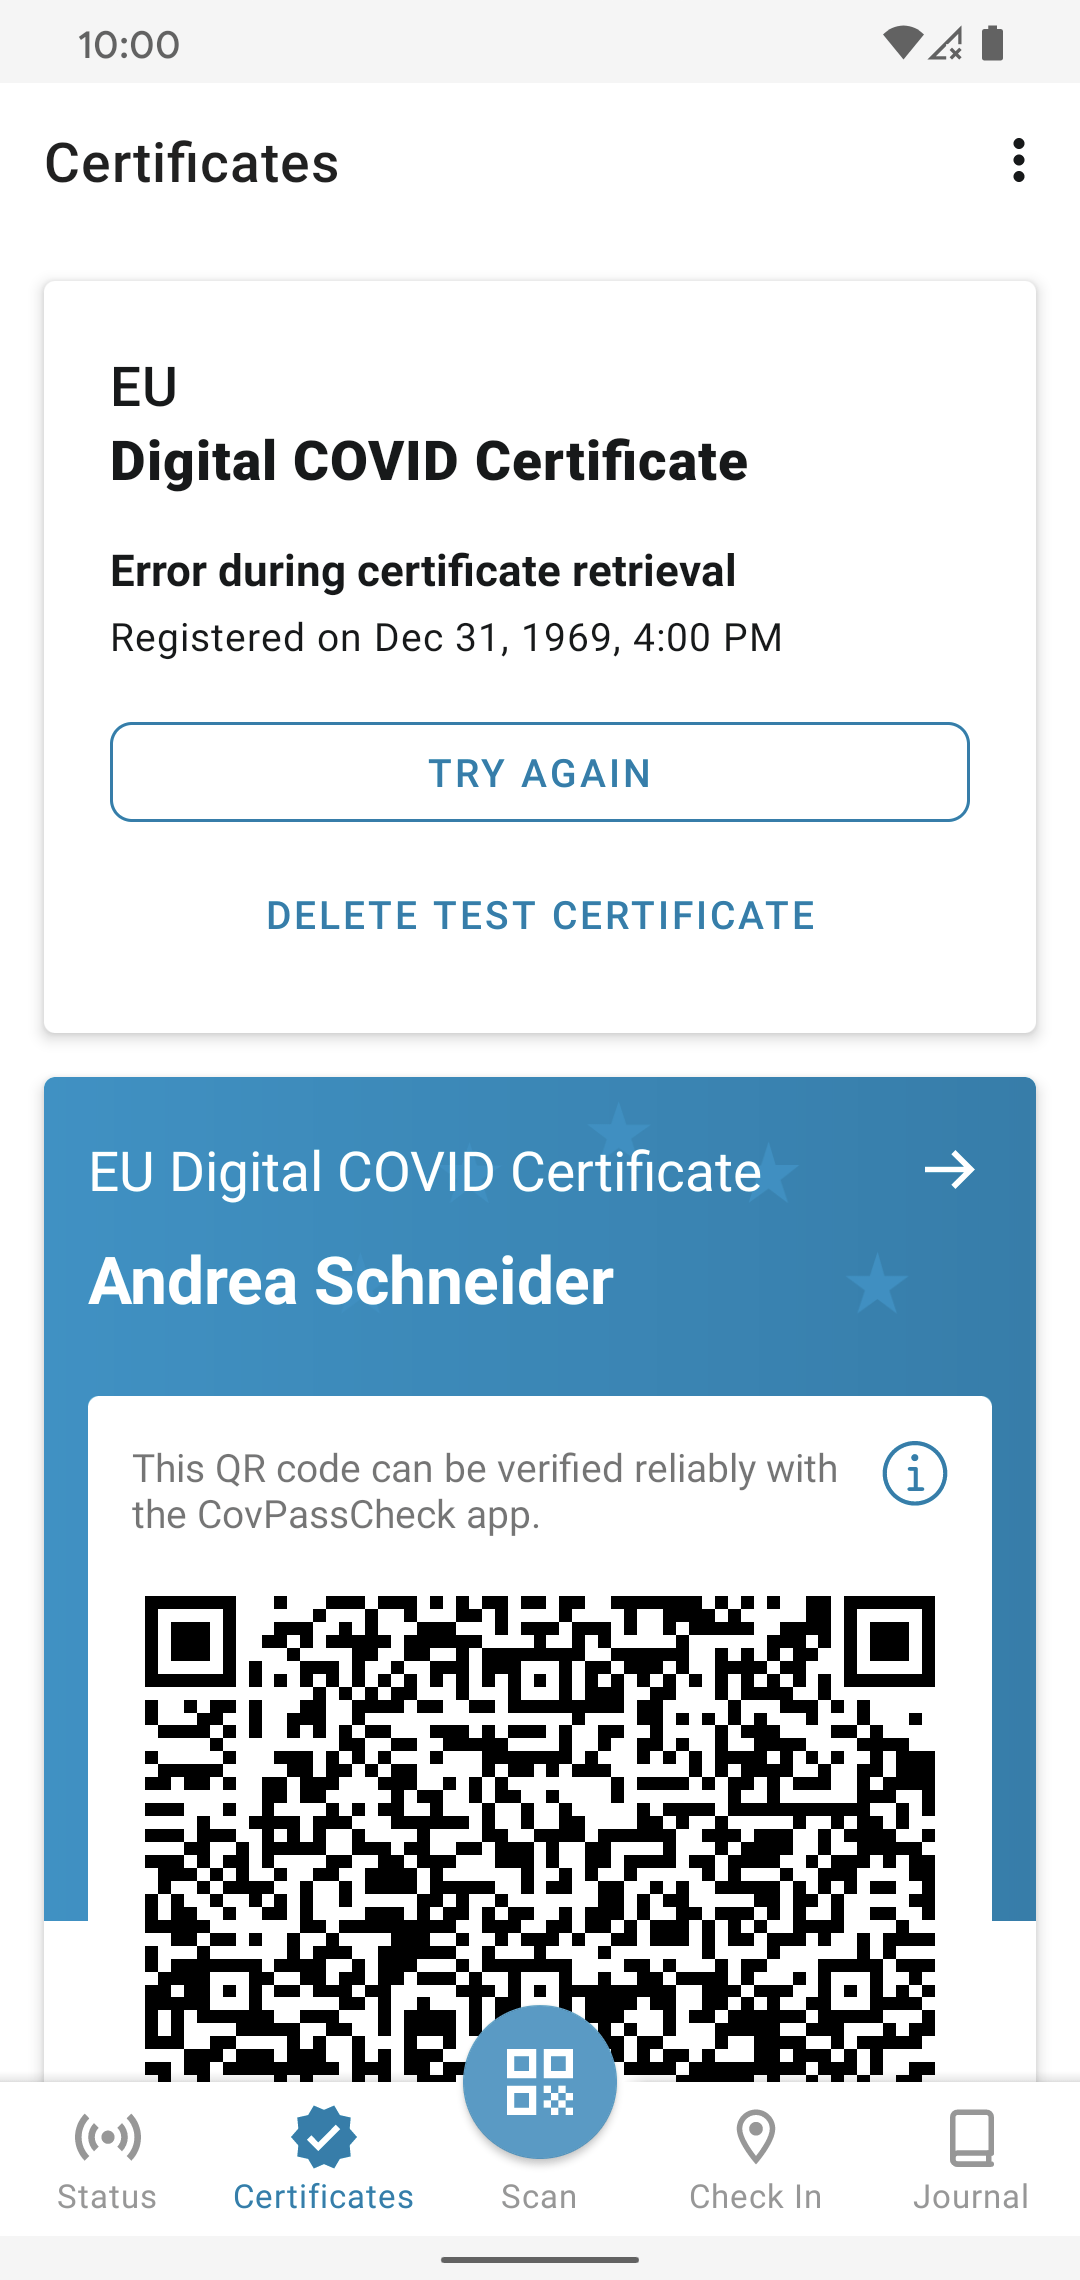 10:00
Certificates
EU
Digital COVID Certificate
Error during certificate retrieval
Registered on Dec 31, 1969, 4:00 PM
TRY AGAIN
DELETE TEST CERTIFICATE
EU Digital COVID Certificate
Andrea Schneider
This QR code can be verified reliably with
the CovPassCheck app.
Status
Certificates
Scan
Check In
Journal